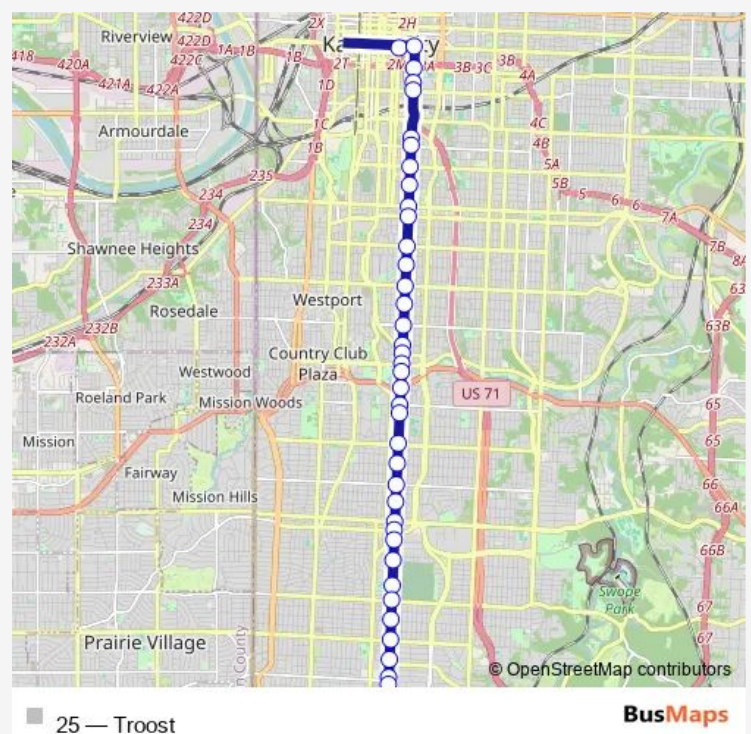 422D
2X
2H
Riverview
422D
1A
1B
Ka
ty
418
420A
422C
1B
2T
2M
3B
3C
3B
4A
421A
422A
1D
Armourdale
1C
4C
1B
4B
235
5A
234
5B
5
6
6
7A
234
Shawnee Heights
7B
8A
233A
63
Westport
Rosedale
232A
232B
63B
Country Club
Plaza
Westwood
Roeland Park
Mission Woods
US 71
65
Mission
65
Fairway
66
Mission Hills
66A
66B
Swope
Park
67
Prairie Village
67
n County
© OpenStreetMap contributors
25 — Troost
BusMaps